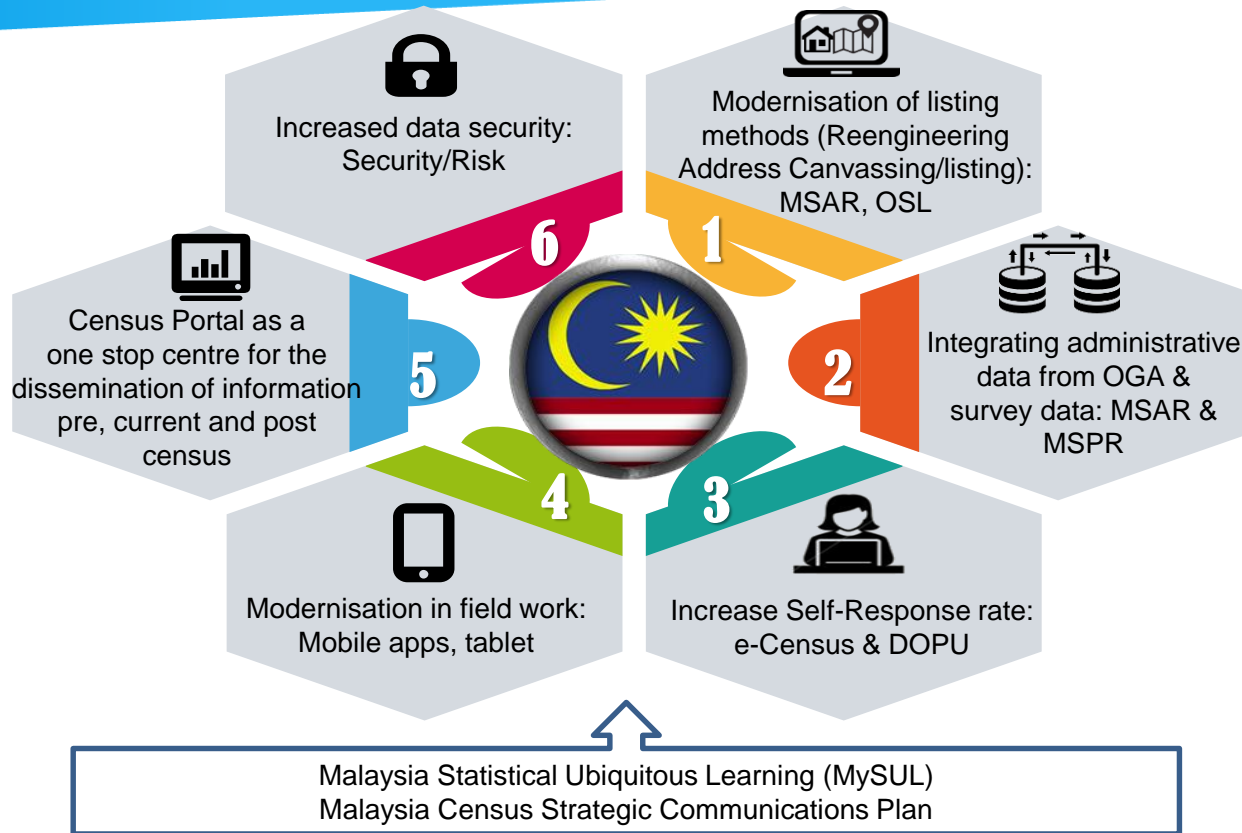 Increased data security:
Security/Risk
6
Modernisation of listing
methods (Reengineering
Address Canvassing/listing):
MSAR, OSL
1
Census Portal as a
one stop centre for the
dissemination of information
pre, current and post
census
5
Integrating administrative
data from OGA &
survey data: MSAR &
MSPR
2
Modernisation in field work:
Mobile apps, tablet
4
Increase Self-Response rate:
e-Census & DOPU
3
Malaysia Statistical Ubiquitous Learning (MySUL)
Malaysia Census Strategic Communications Plan